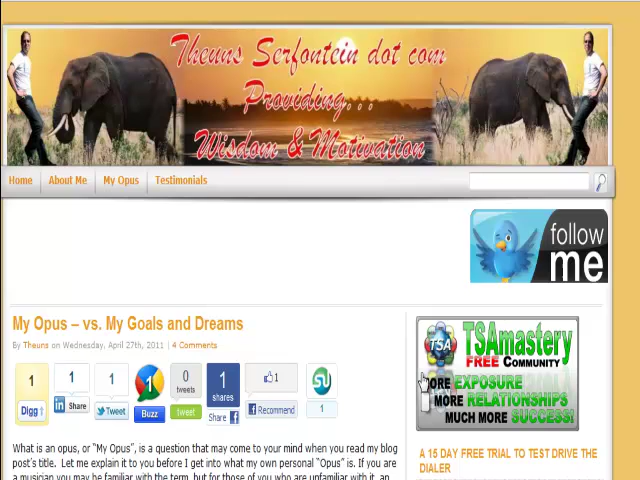 Theuns Serfontein dot com
Providing...
Wisdom & Motivation
Home About Me My Opus Testimonials
follow
me
My Opus – vs. My Goals and Dreams
By Theuns on Wednesday, April 27th, 2011 | 4 Comments
1 Digg
1 in Share
1 Tweet
1 Buzz
0 tweets tweet
1 shares Share
1 Recommend
1
TSA TSAmastery
FREE COMMUNITY
MORE EXPOSURE
MORE RELATIONSHIPS
MUCH MORE SUCCESS!
What is an opus, or "My Opus", is a question that may come to your mind when you read my blog
post's title. Let me explain it to you before I get into what my own personal "Opus" is. If you are
a musician you may be familiar with the term, but for those of you who are unfamiliar with it, an
A 15 DAY FREE TRIAL TO TEST DRIVE THE
DIALER